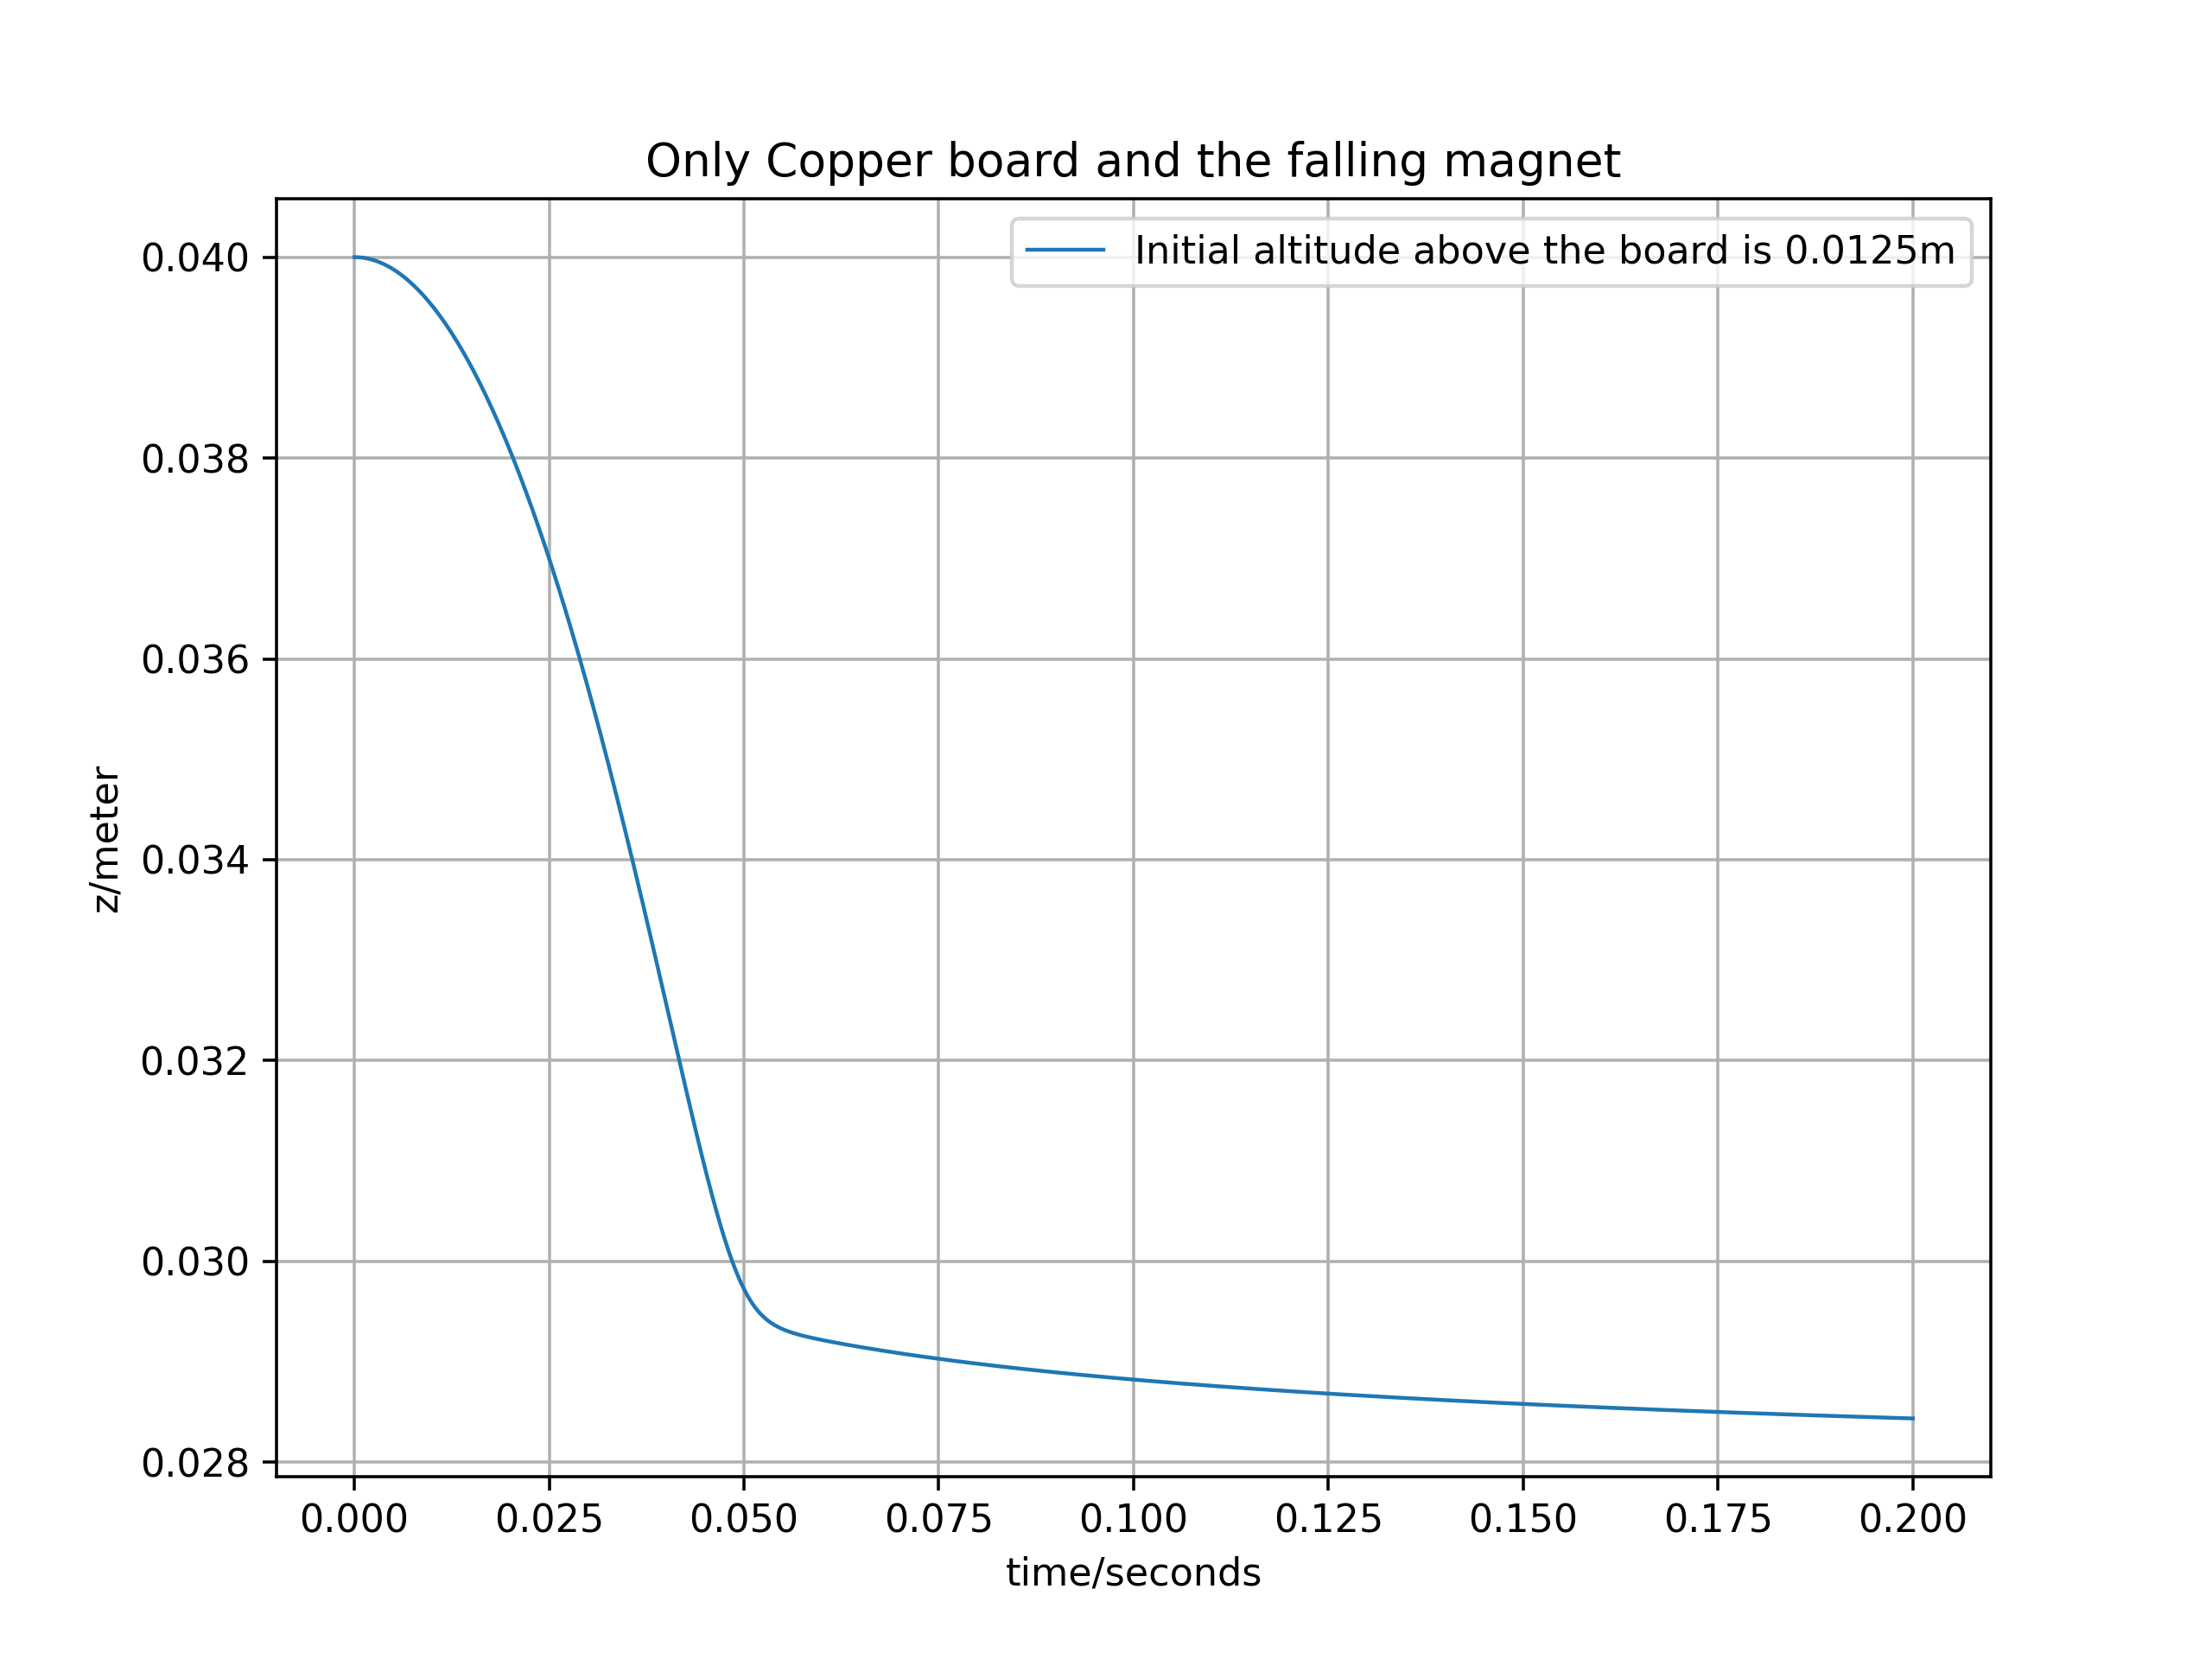 Only Copper board and the falling magnet
Initial altitude above the board is 0.0125m
0.040
0.038
0.036
0.034
0.032
0.030
0.028
z/meter
0.000 0.025 0.050 0.075 0.100 0.125 0.150 0.175 0.200
time/seconds